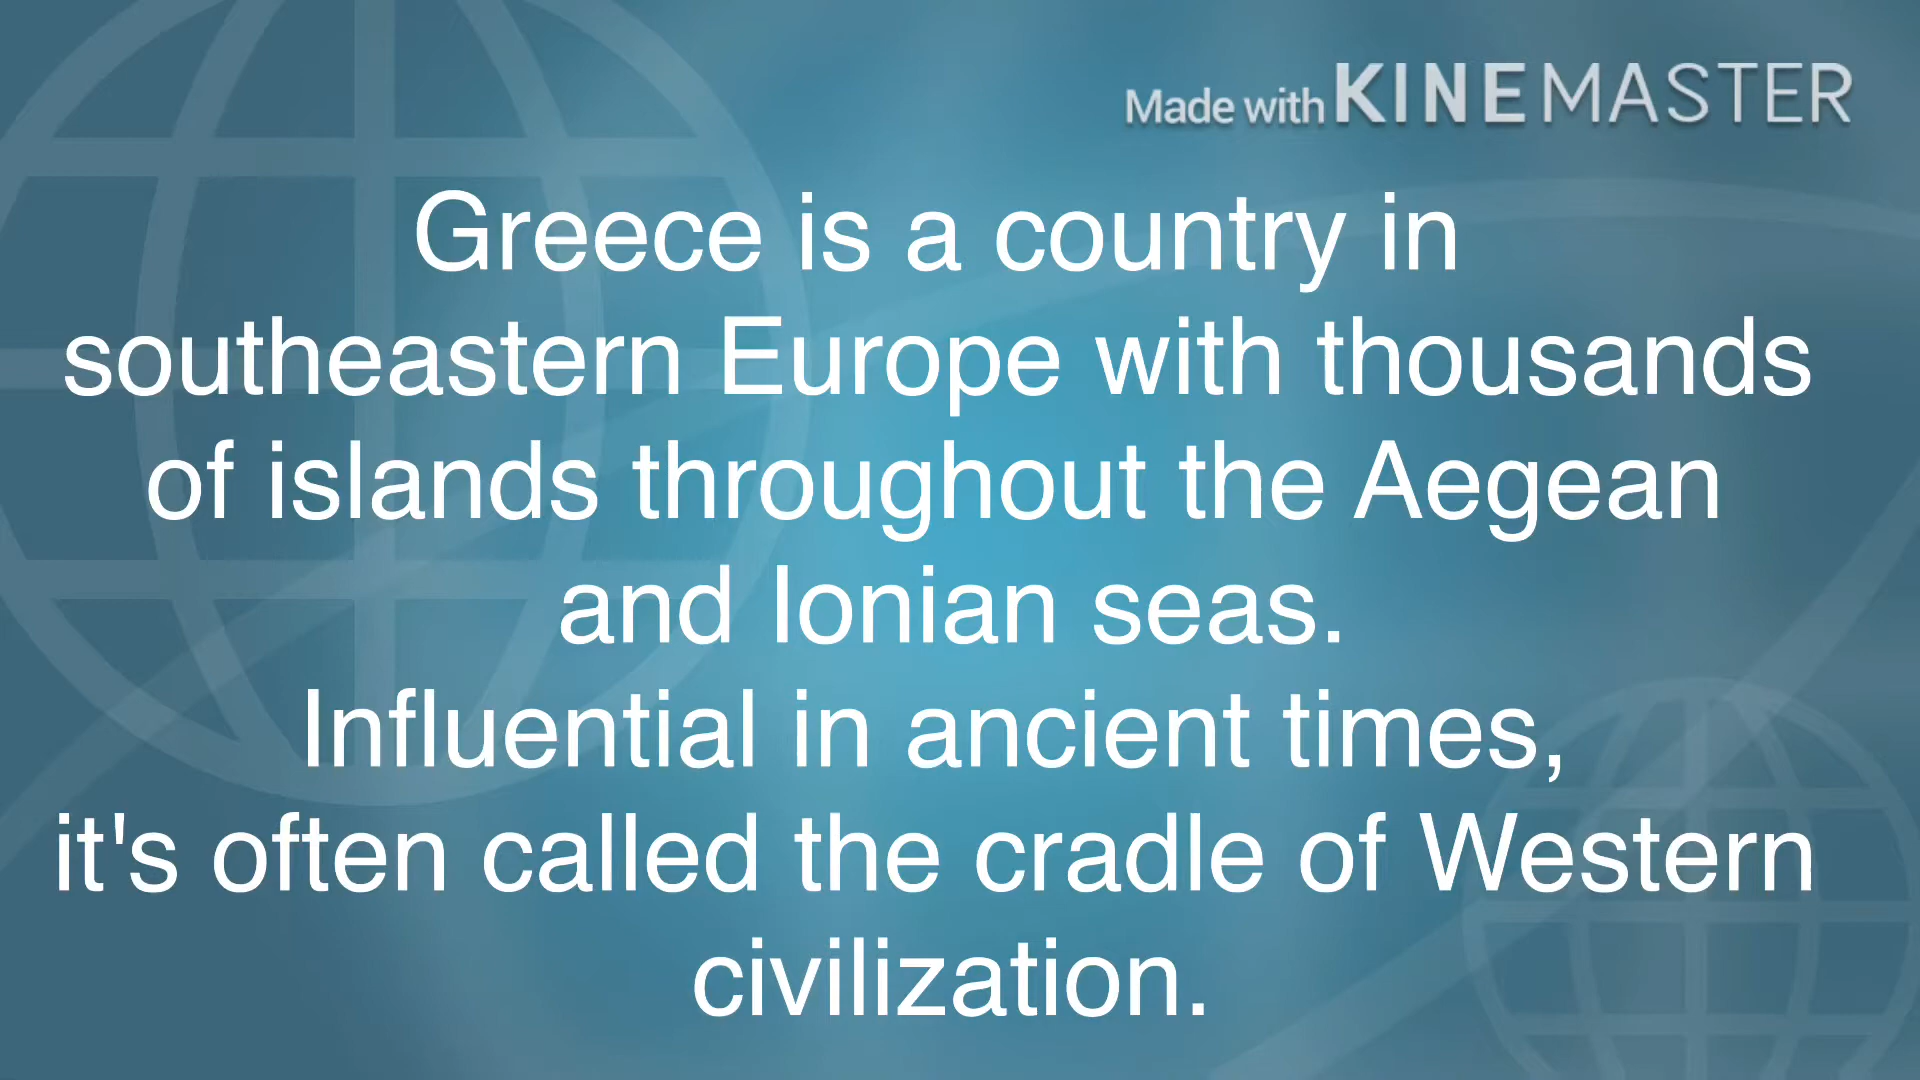 Made with KINEMASTER
Greece is a country in
southeastern Europe with thousands
of islands throughout the Aegean
and Ionian seas.
Influential in ancient times,
it's often called the cradle of Western
civilization.